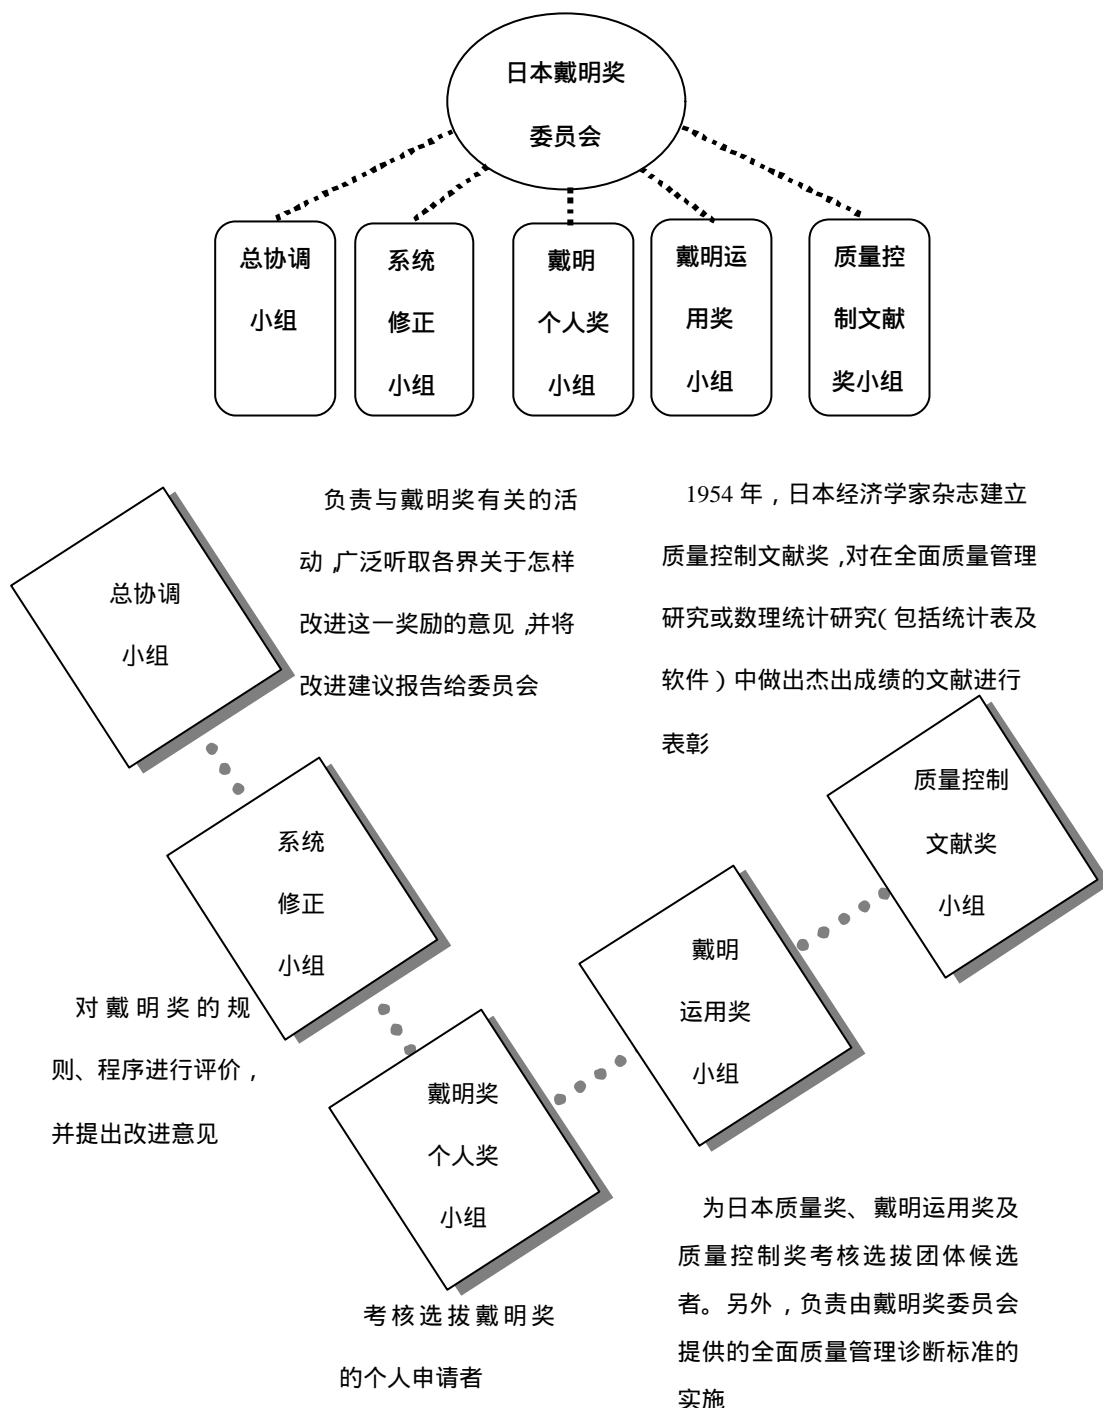 日本戴明奖
委员会
总协调
小组
系统
修正
小组
戴明
个人奖
小组
戴明运
用奖
小组
质量控
制文献
奖小组
负责与戴明奖有关的活
动,广泛听取各界关于怎样
改进这一奖励的意见,并将
改进建议报告给委员会
1954 年，日本经济学家杂志建立
质量控制文献奖,对在全面质量管理
研究或数理统计研究(包括统计表及
软件)中做出杰出成绩的文献进行
表彰
总协调
小组
系统
修正
小组
对戴明奖的规
则、程序进行评价，
并提出改进意见
戴明奖
个人奖
小组
考核选拔戴明奖
的个人申请者
戴明
运用奖
小组
质量控制
文献奖
小组
为日本质量奖、戴明运用奖及
质量控制奖考核选拔团体候选
者。另外，负责由戴明奖委员会
提供的全面质量管理诊断标准的
实施